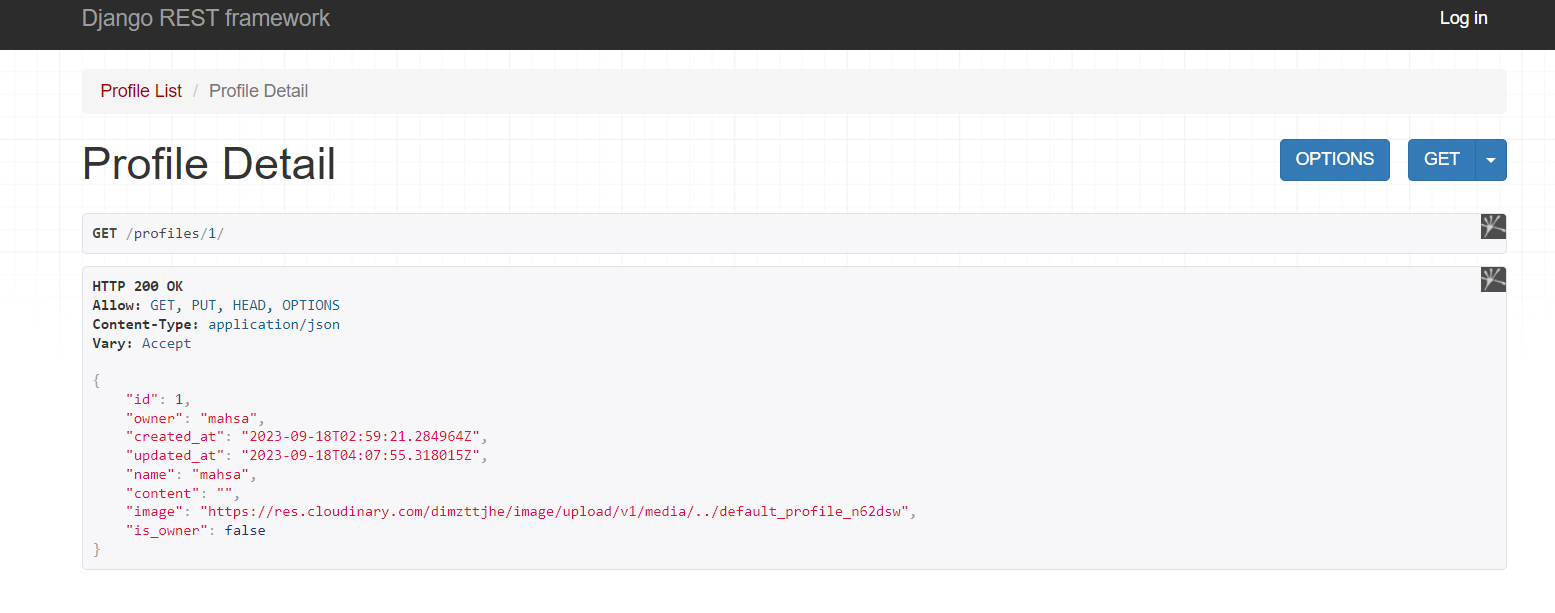 Django REST framework Log in
Profile List / Profile Detail
Profile Detail OPTIONS GET
GET /profiles/1/
HTTP 200 OK
Allow: GET, PUT, HEAD, OPTIONS
Content-Type: application/json
Vary: Accept
{
    "id": 1,
    "owner": "mahsa",
    "created_at": "2023-09-18T02:59:21.284964Z",
    "updated_at": "2023-09-18T04:07:55.318015Z",
    "name": "mahsa",
    "content": "",
    "image": "https://res.cloudinary.com/dimzttjhe/image/upload/v1/media/../default_profile_n62dsw",
    "is_owner": false
}